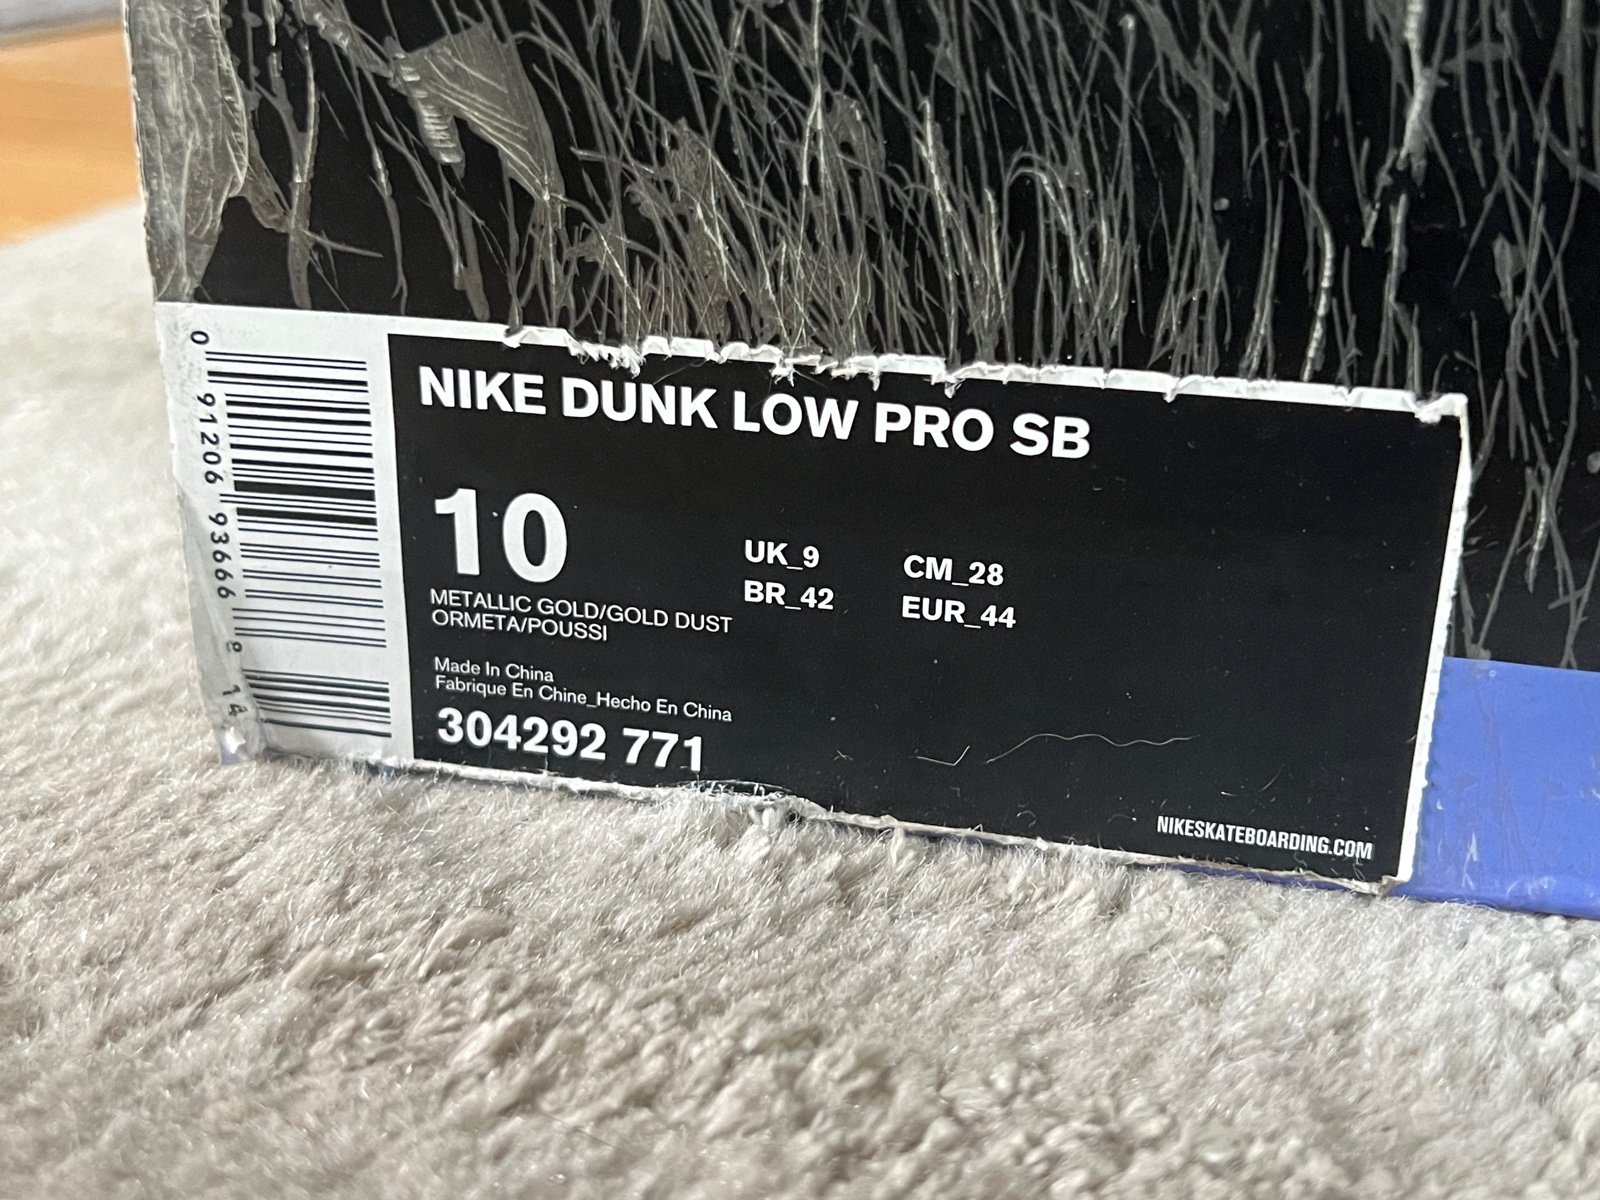 NIKE DUNK LOW PRO SB
10
UK_9 CM_28
BR_42 EUR_44
METALLIC GOLD/GOLD DUST
ORMETA/POUSSI
Made In China
Fabrique En Chine_Hecho En China
304292 771
NIKESKATEBOARDING.COM
0 91206 93666 8 14